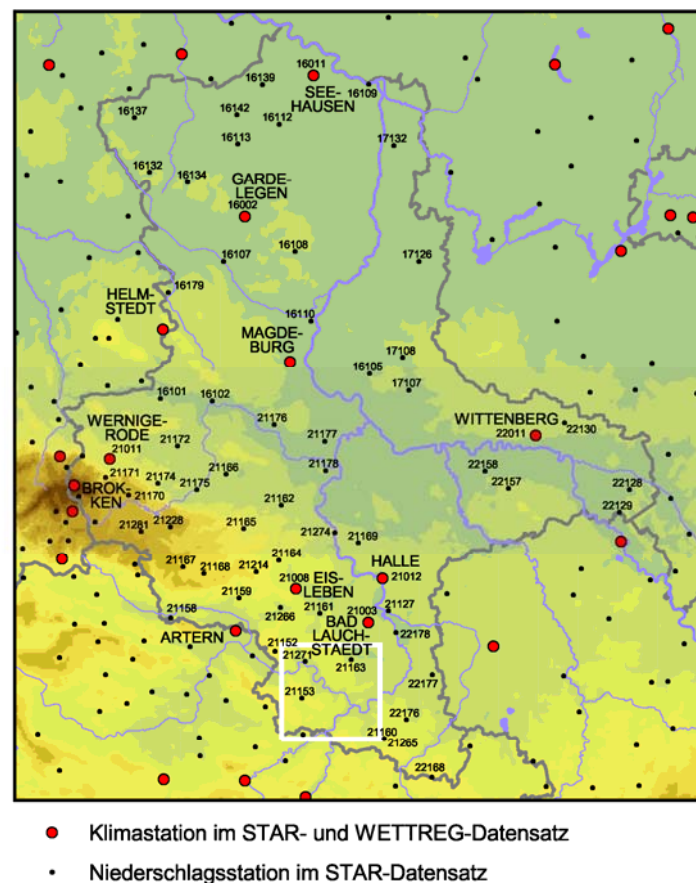 16011
SEE-
HAUSEN
16139
16109
16137
16142
16112
16113
17132
16132
16134
GARDE-
LEGEN
16002
16108
16107
17126
16179
HELM-
STEDT
16110
MAGDE-
BURG
17108
16105
17107
16101
16102
WERNIGE-
RODE
21011
21176
WITTENBERG
22011
22130
21172
21177
21171
21174
21166
21178
22158
BROK-
KEN
21170
21175
22157
22128
21162
22129
21281
21228
21165
21274
21169
21167
21168
21214
21164
HALLE
21012
21008
EIS-
LEBEN
21159
21158
21266
21161
21003
21127
ARTERN
BAD
LAUCH-
STAEDT
22178
21152
21271
21163
22177
21153
22176
21160
21265
22168
Klimastation im STAR- und WETTREG-Datensatz
Niederschlagsstation im STAR-Datensatz